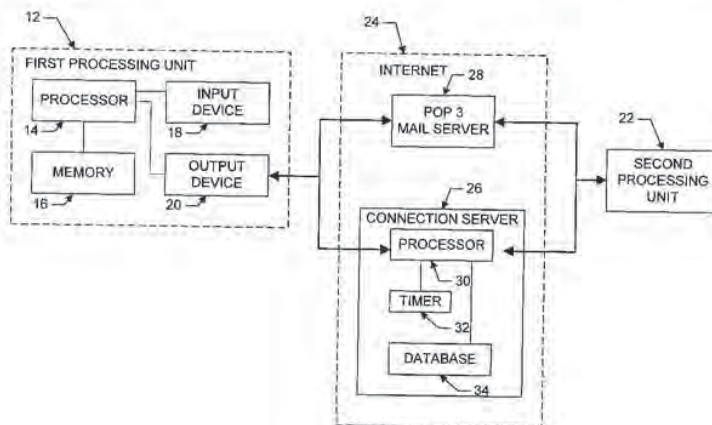 12
FIRST PROCESSING UNIT
PROCESSOR
14
INPUT
DEVICE
18
MEMORY
16
OUTPUT
DEVICE
20
24
INTERNET
28
POP 3
MAIL SERVER
26
CONNECTION SERVER
PROCESSOR
30
TIMER
32
DATABASE
34
22
SECOND
PROCESSING
UNIT